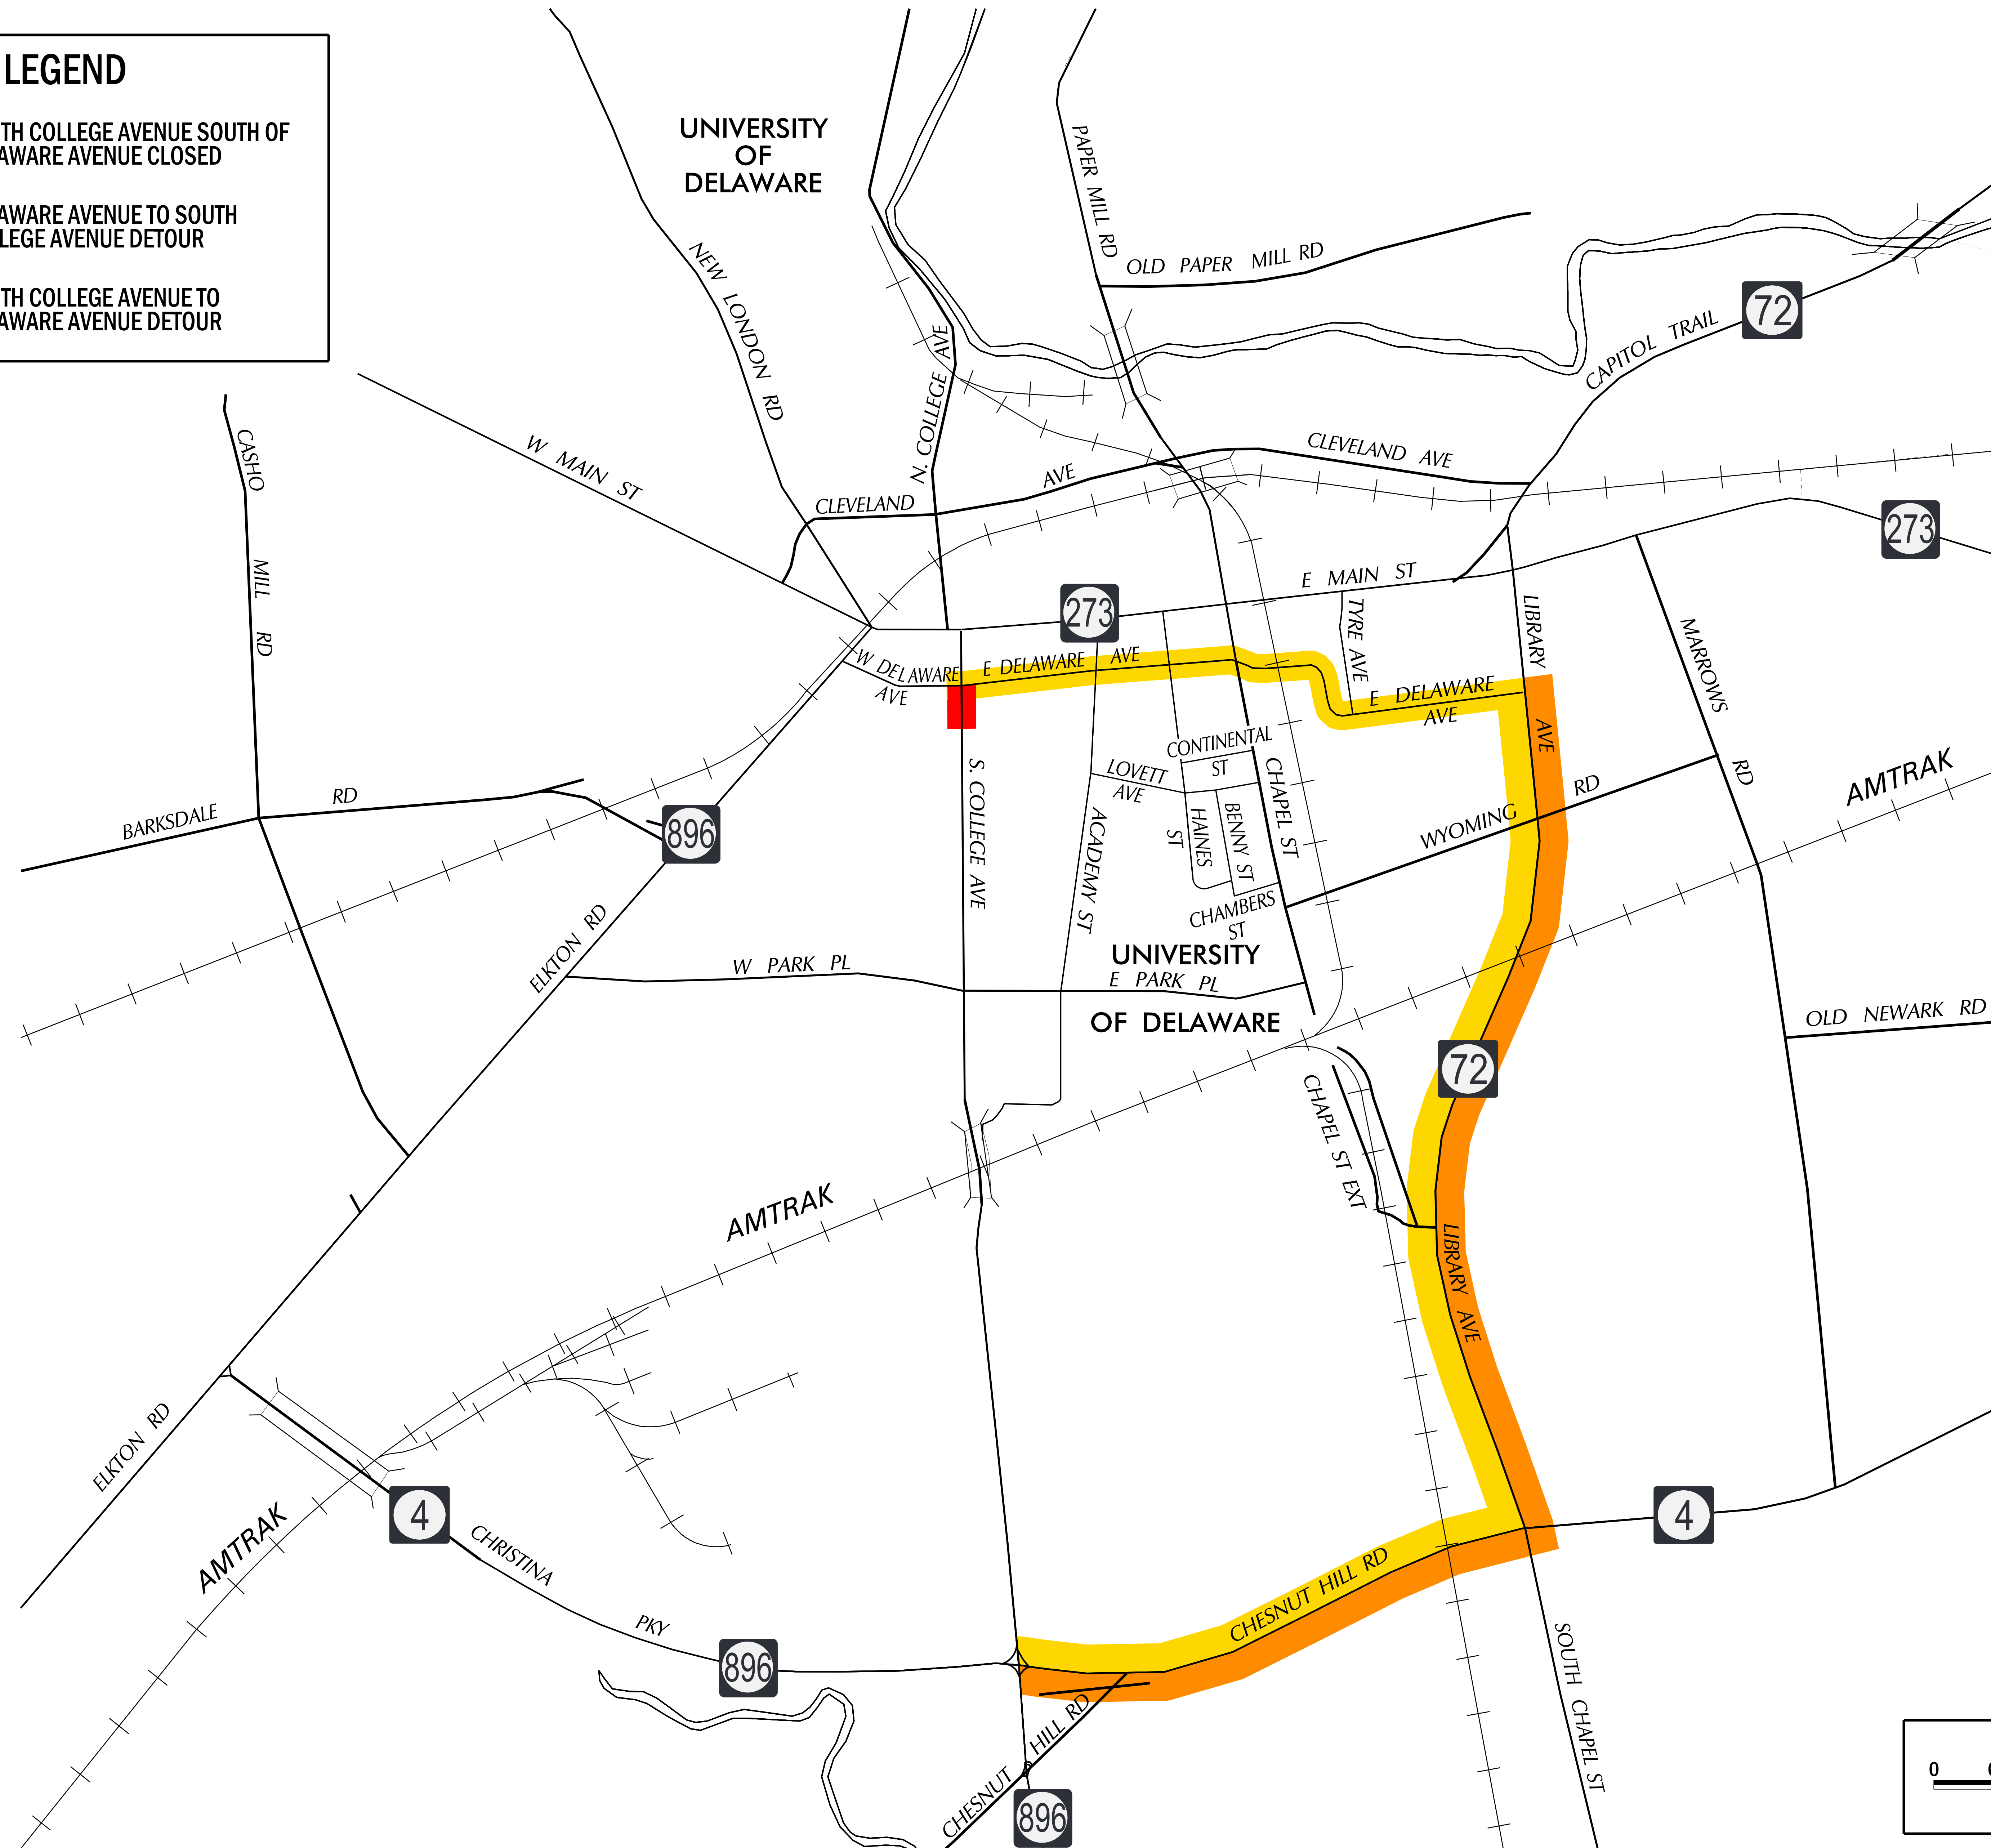 LEGEND
TH COLLEGE AVENUE SOUTH OF
AWARE AVENUE CLOSED
AWARE AVENUE TO SOUTH
LEGE AVENUE DETOUR
TH COLLEGE AVENUE TO
AWARE AVENUE DETOUR
UNIVERSITY
OF
DELAWARE
PAPER MILL RD
OLD PAPER MILL RD
NEW LONDON RD
N. COLLEGE AVE
72
CAPITOL TRAIL
CASHO MILL RD
W MAIN ST
CLEVELAND AVE
CLEVELAND AVE
273
273
E MAIN ST
TYRE AVE
LIBRARY AVE
MARROWS RD
W DELAWARE
AVE
E DELAWARE AVE
E DELAWARE
AVE
CONTINENTAL
ST
LOVETT
AVE
CHAPEL ST
HAINES
ST
BENNY ST
CHAMBERS
ST
S. COLLEGE AVE
ACADEMY ST
WYOMING RD
AMTRAK
BARKSDALE RD
896
ELKTON RD
W PARK PL
UNIVERSITY
E PARK PL
OF DELAWARE
OLD NEWARK RD
72
CHAPEL ST EXT
AMTRAK
LIBRARY AVE
ELKTON RD
AMTRAK
4
CHRISTINA PKY
4
CHESNUT HILL RD
896
SOUTH CHAPEL ST
CHESNUT HILL RD
896
0